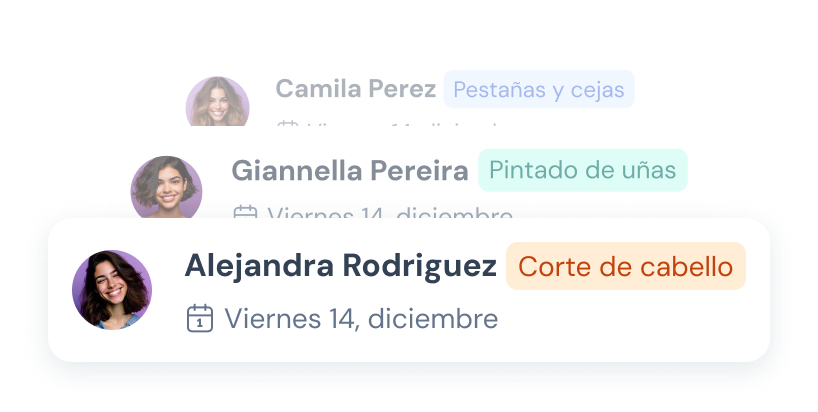 Camila Perez Pestañas y cejas
Giannella Pereira Pintado de uñas
Viernes 14, diciembre
Alejandra Rodriguez Corte de cabello
1 Viernes 14, diciembre